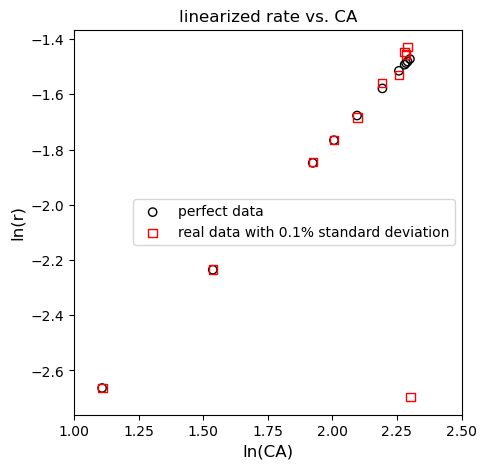 linearized rate vs. CA
ln(r)
−1.4
−1.6
−1.8
−2.0
−2.2
−2.4
−2.6
perfect data
real data with 0.1% standard deviation
1.00 1.25 1.50 1.75 2.00 2.25 2.50
ln(CA)